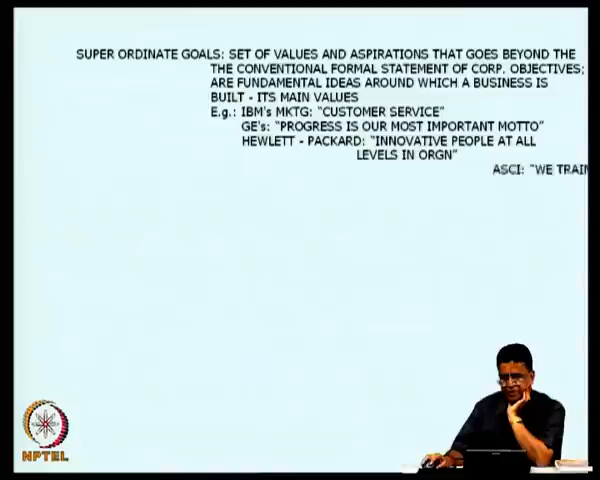 SUPER ORDINATE GOALS: SET OF VALUES AND ASPIRATIONS THAT GOES BEYOND THE
THE CONVENTIONAL FORMAL STATEMENT OF CORP. OBJECTIVES;
ARE FUNDAMENTAL IDEAS AROUND WHICH A BUSINESS IS
BUILT - ITS MAIN VALUES
E.g.: IBM's MKTG: "CUSTOMER SERVICE"
GE's: "PROGRESS IS OUR MOST IMPORTANT MOTTO"
HEWLETT - PACKARD: "INNOVATIVE PEOPLE AT ALL
LEVELS IN ORGN"
ASCI: "WE TRAIN
NPTEL